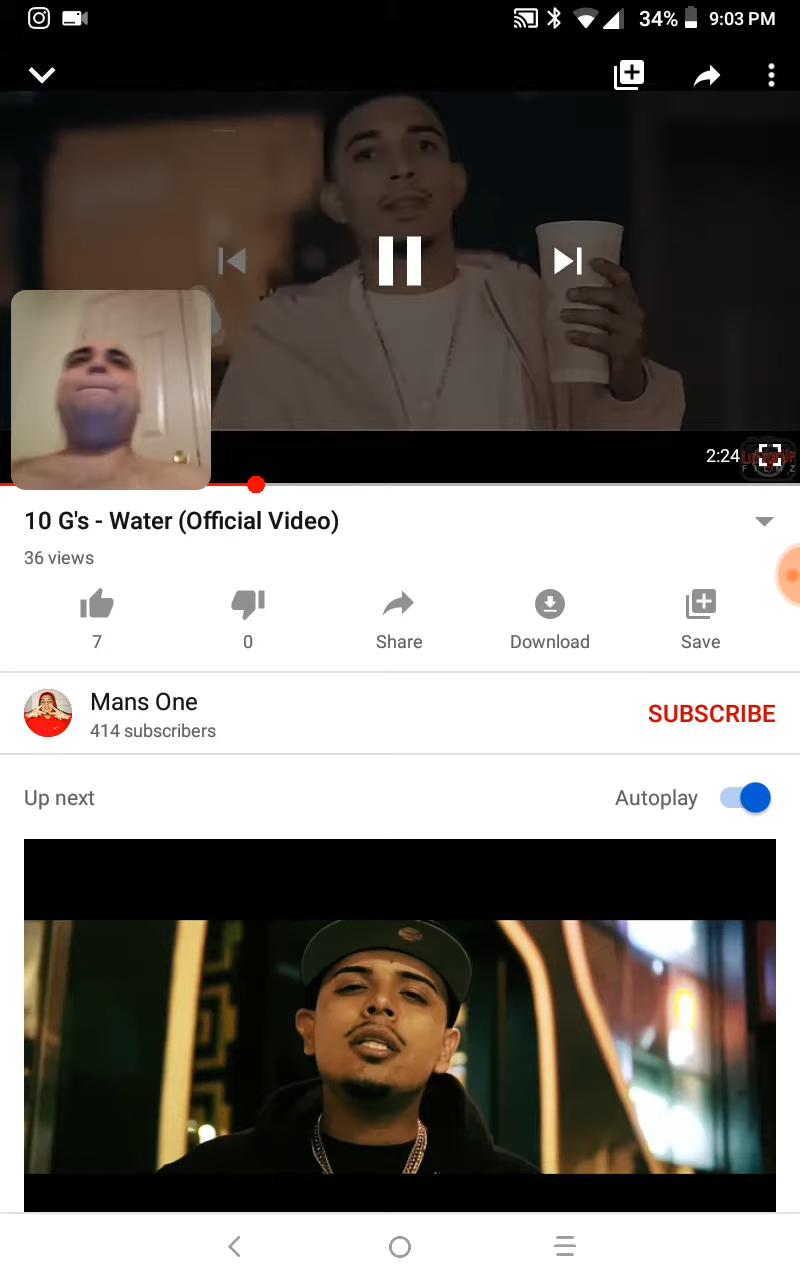 34% 9:03 PM
2:24
FILMZ
10 G's - Water (Official Video)
36 views
7 0 Share Download Save
Mans One
414 subscribers
SUBSCRIBE
Up next
Autoplay